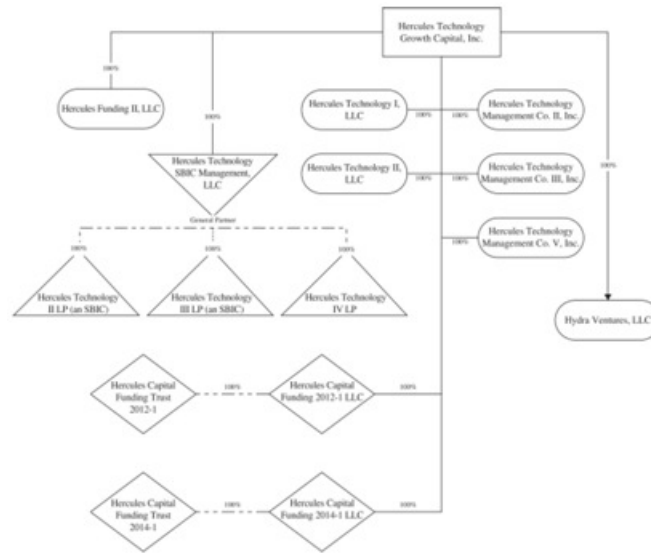 Hercules Technology
Growth Capital, Inc.
100%
Hercules Funding II, LLC
100%
Hercules Technology I,
LLC
100%
100%
Hercules Technology
Management Co. II, Inc.
Hercules Technology
SBIC Management,
LLC
Hercules Technology II,
LLC
100%
100%
Hercules Technology
Management Co. III, Inc.
100%
General Partner
100%
Hercules Technology
Management Co. V, Inc.
100%
100%
100%
Hercules Technology
II LP (an SBIC)
Hercules Technology
III LP (an SBIC)
Hercules Technology
IV LP
Hydra Ventures, LLC
Hercules Capital
Funding Trust
2012-1
100%
Hercules Capital
Funding 2012-1 LLC
100%
Hercules Capital
Funding Trust
2014-1
100%
Hercules Capital
Funding 2014-1 LLC
100%